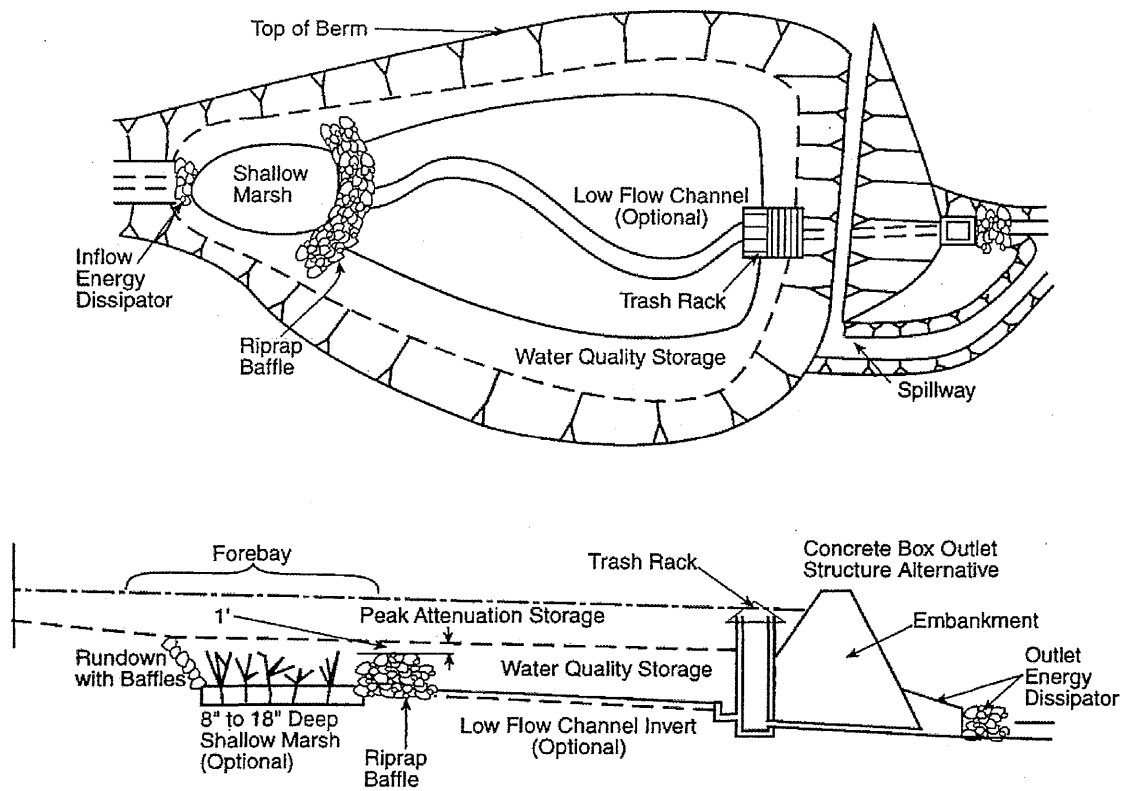 Top of Berm
Shallow
Marsh
Low Flow Channel
(Optional)
Inflow
Energy
Dissipator
Trash Rack
Riprap
Baffle
Water Quality Storage
Spillway
Forebay
Trash Rack
Concrete Box Outlet
Structure Alternative
1'
Peak Attenuation Storage
Embankment
Rundown
with Baffles
Water Quality Storage
Outlet
Energy
Dissipator
8" to 18" Deep
Shallow Marsh
(Optional)
Low Flow Channel Invert
(Optional)
Riprap
Baffle